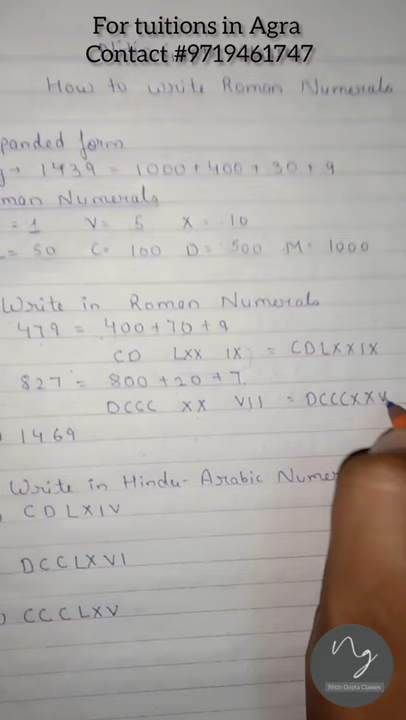 For tuitions in Agra
Contact #9719461747
How to write Roman Numerals
panded form
1439 = 1000 + 400 + 30 + 9
man Numerals
= 1 V = 5 X = 10
= 50 C = 100 D = 500 M = 1000
Write in Roman Numerals
479 = 400 + 70 + 9
CD LXX IX = CDLXXIX
827 = 800 + 20 + 7
DCCC XX VII = DCCCXXV
1469
Write in Hindu-Arabic Numer
CDLXIV
DCCLXVI
) CCCLXV
ng
Nitin Gupta Classes